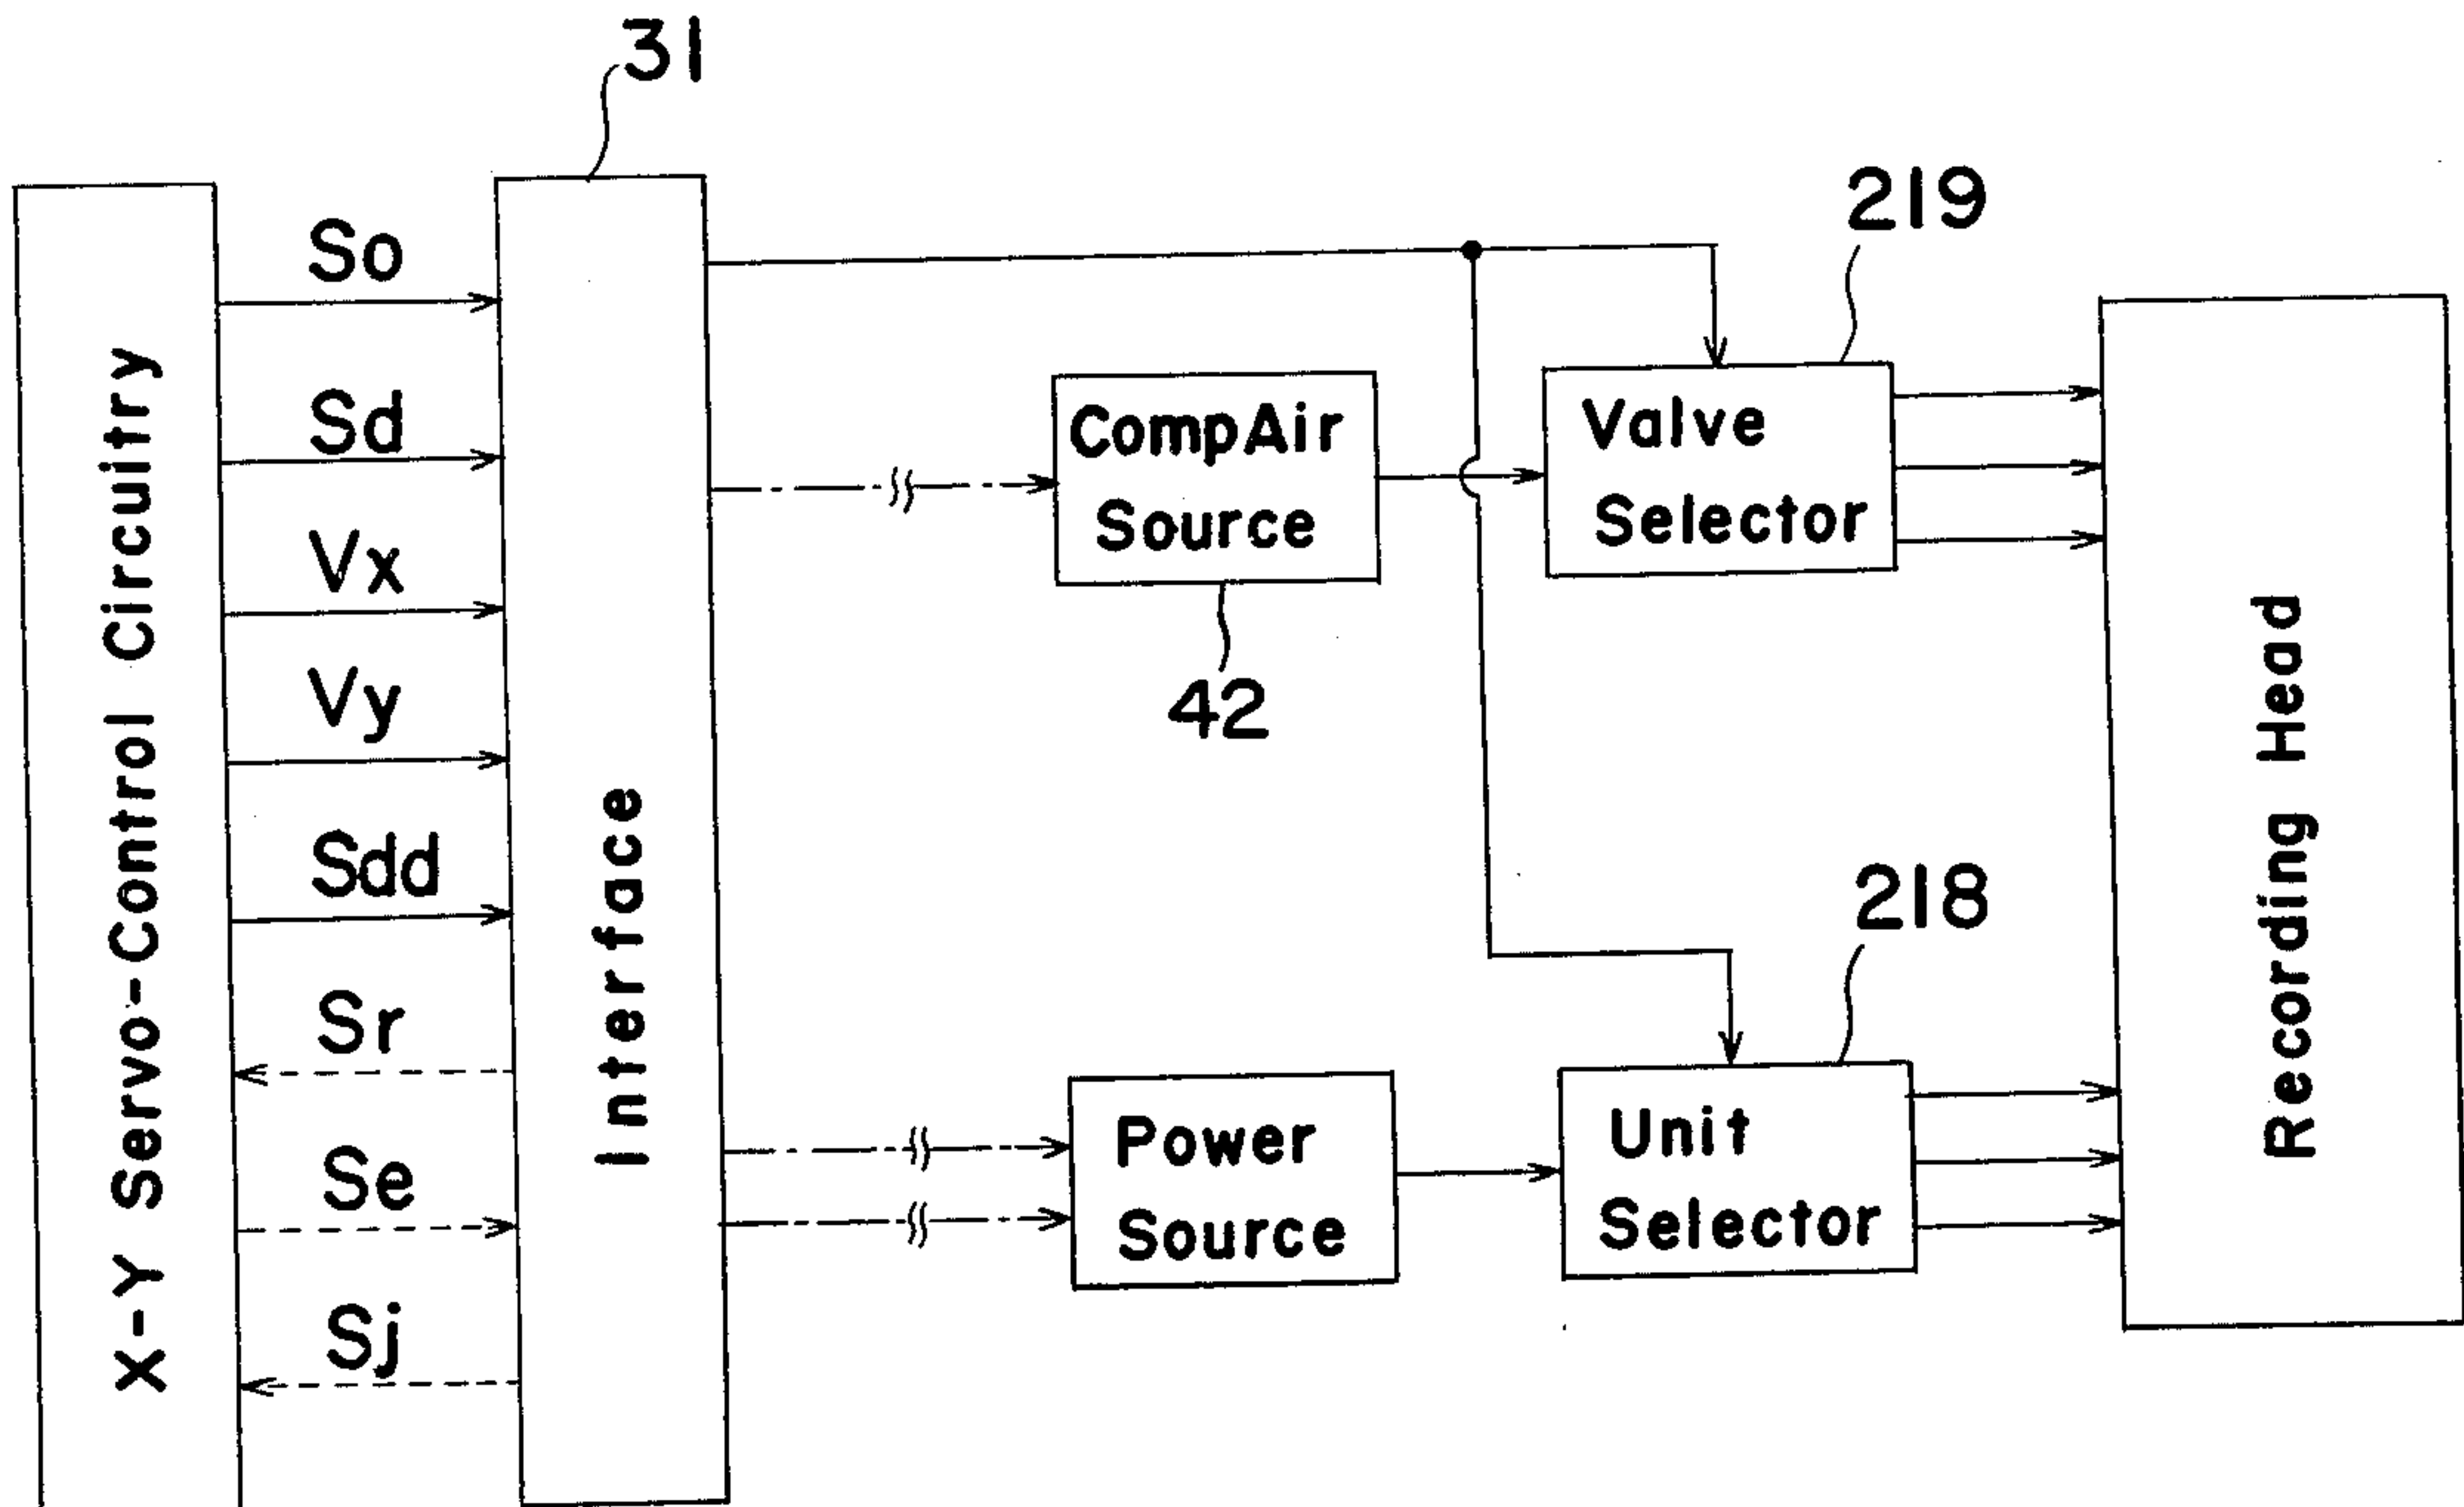 31
219
X-Y Servo-Control Circuitry
So
Sd
Vx
Vy
Sdd
Sr
Se
Sj
Interface
CompAir
Source
42
Valve
Selector
218
Power
Source
Unit
Selector
Recording Head